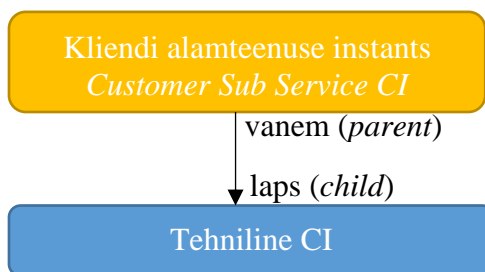 Kliendi alamteenuse instants
Customer Sub Service CI
vanem (parent)
laps (child)
Tehniline CI